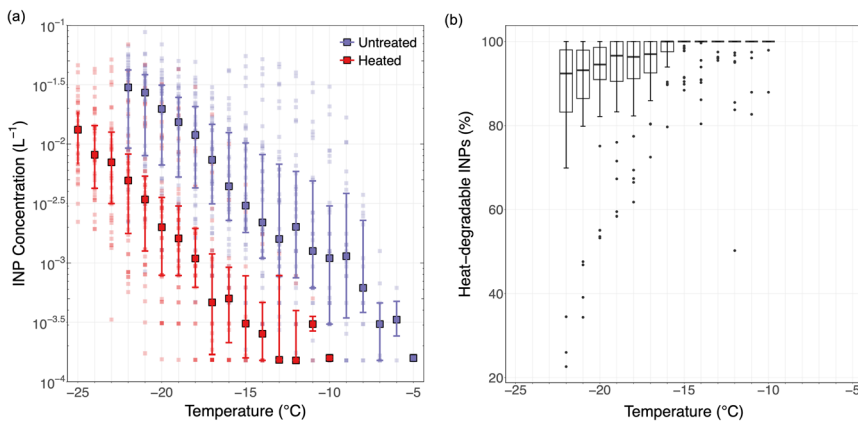 (a)
Untreated
Heated
10⁻¹
10⁻¹·⁵
10⁻²
10⁻²·⁵
10⁻³
10⁻³·⁵
10⁻⁴
INP Concentration (L⁻¹)
−25 −20 −15 −10 −5
Temperature (°C)
(b)
100
80
60
40
20
Heat−degradable INPs (%)
−25 −20 −15 −10 −5
Temperature (°C)